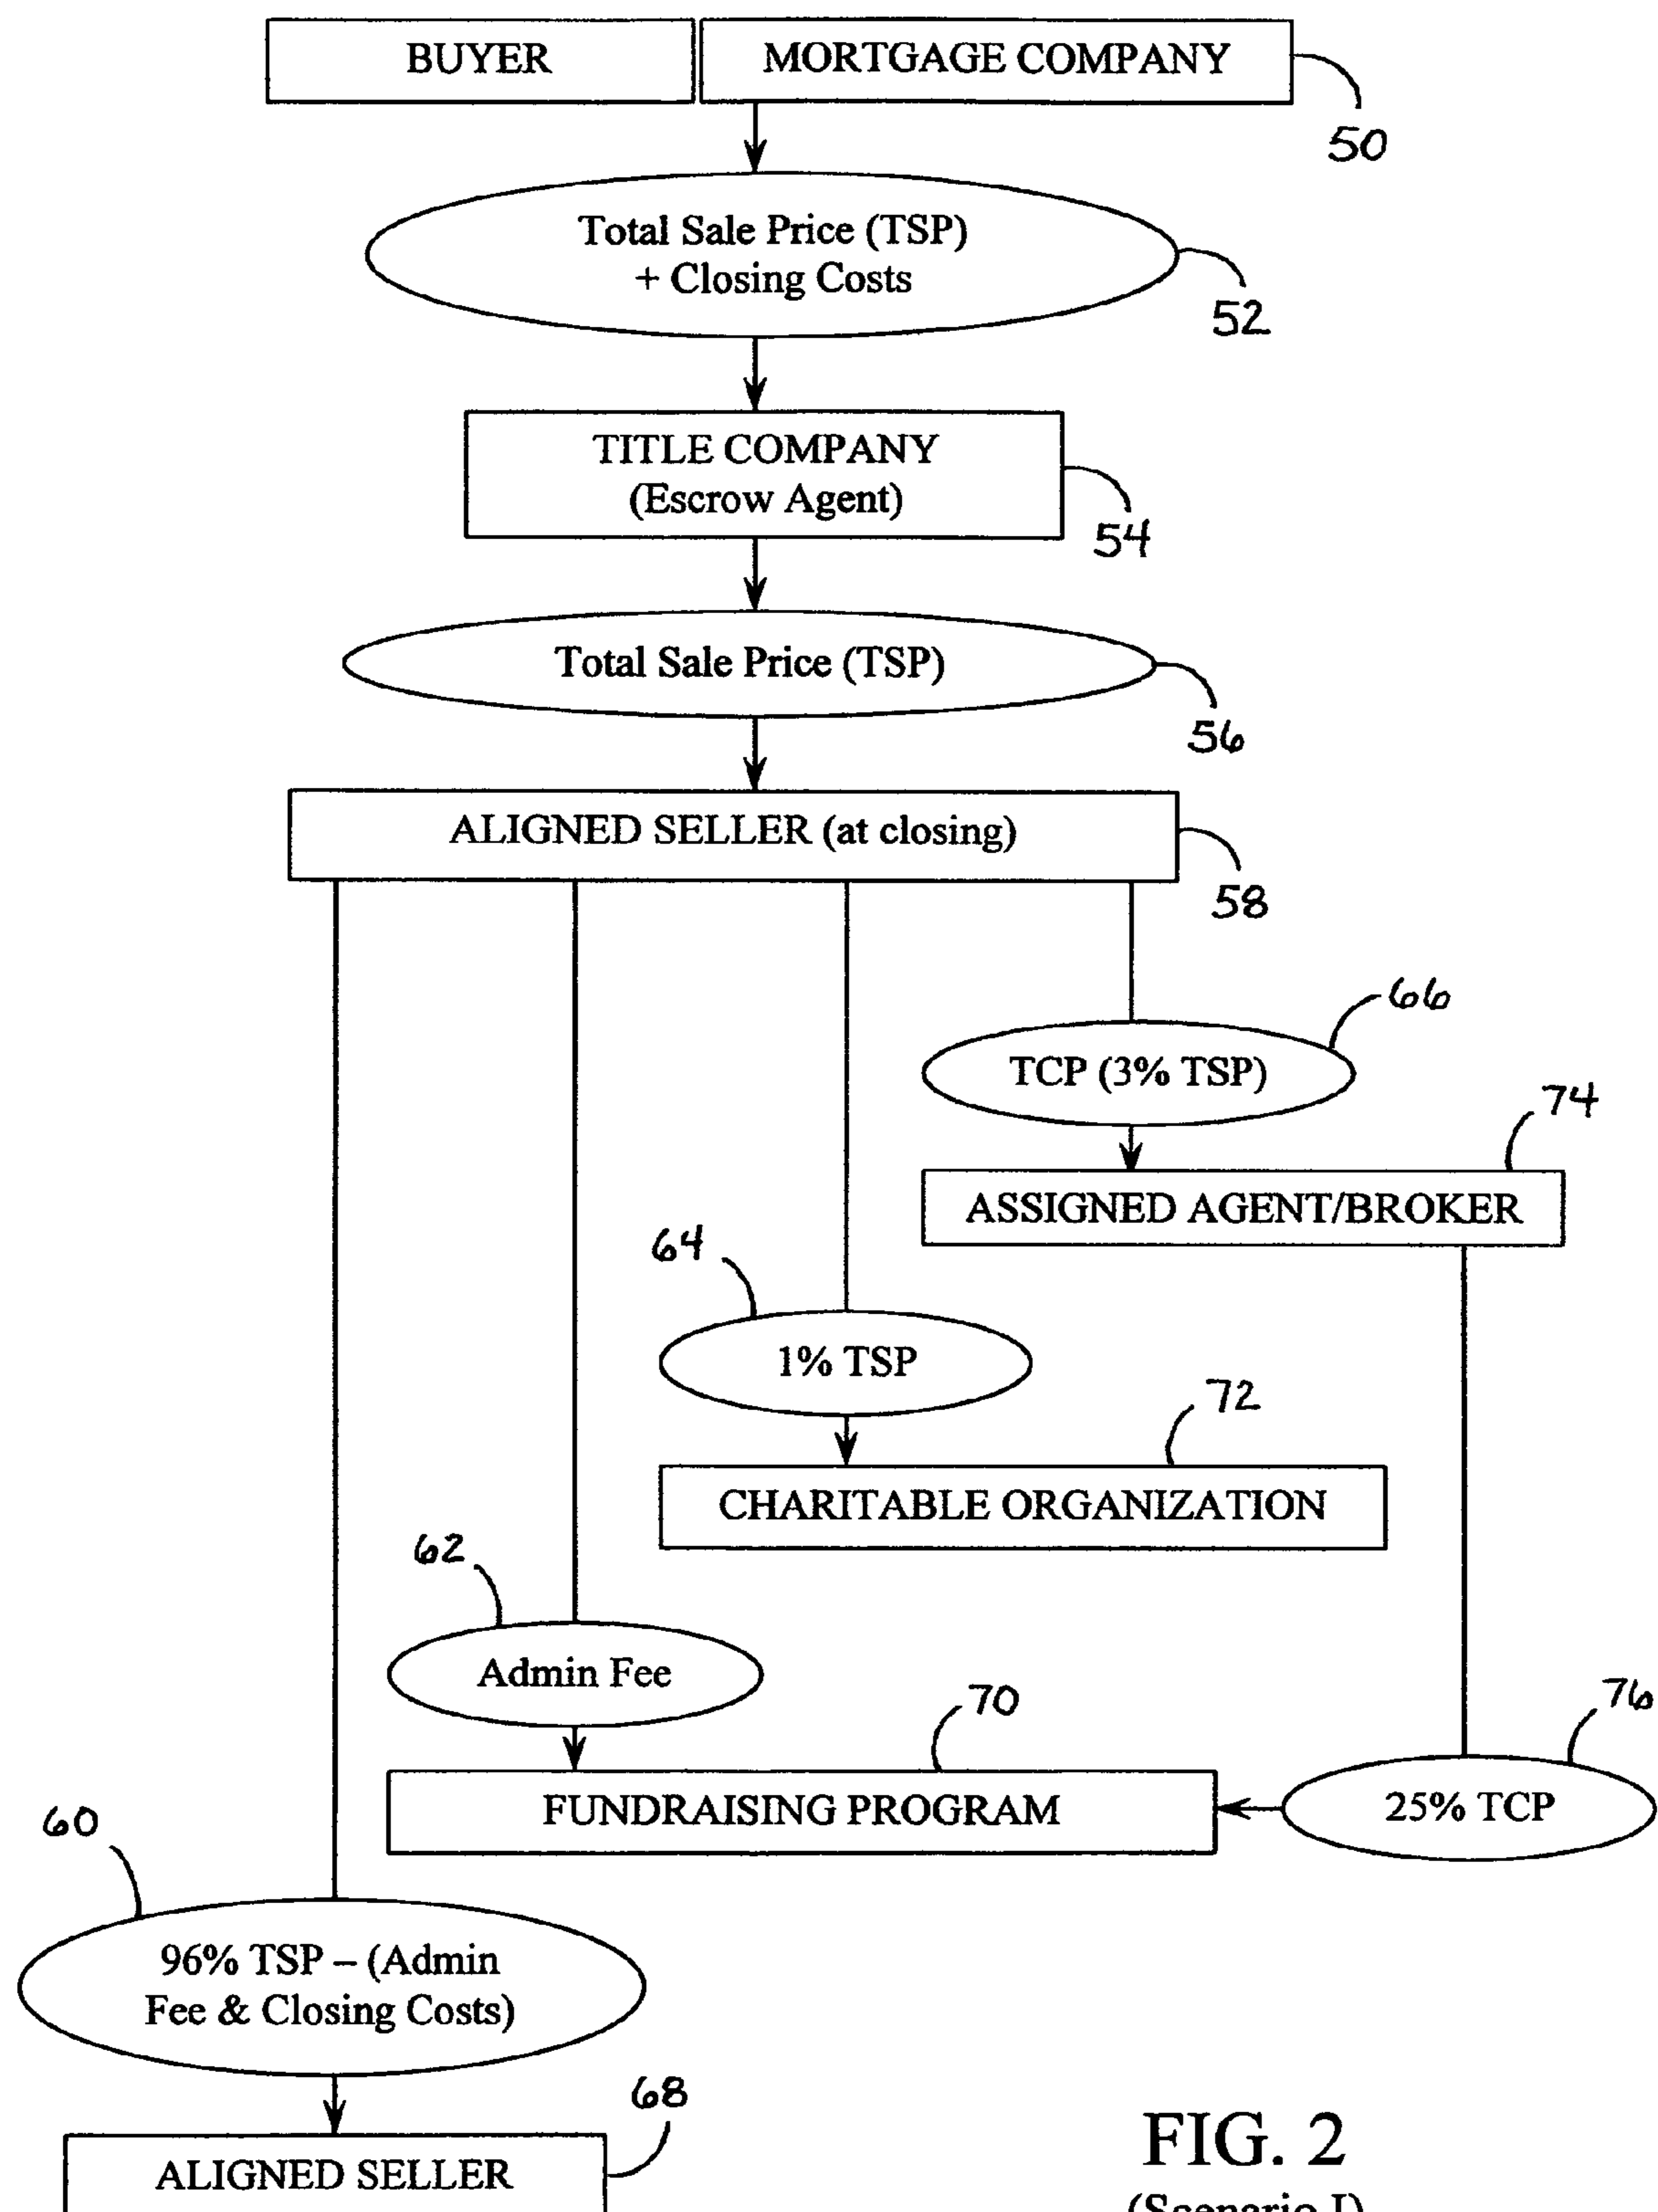 BUYER
MORTGAGE COMPANY
50
Total Sale Price (TSP)
+ Closing Costs
52
TITLE COMPANY
(Escrow Agent)
54
Total Sale Price (TSP)
56
ALIGNED SELLER (at closing)
58
66
TCP (3% TSP)
74
ASSIGNED AGENT/BROKER
64
1% TSP
72
CHARITABLE ORGANIZATION
62
Admin Fee
70
76
FUNDRAISING PROGRAM
25% TCP
60
96% TSP – (Admin
Fee & Closing Costs)
68
ALIGNED SELLER
FIG. 2
(Scenario I)